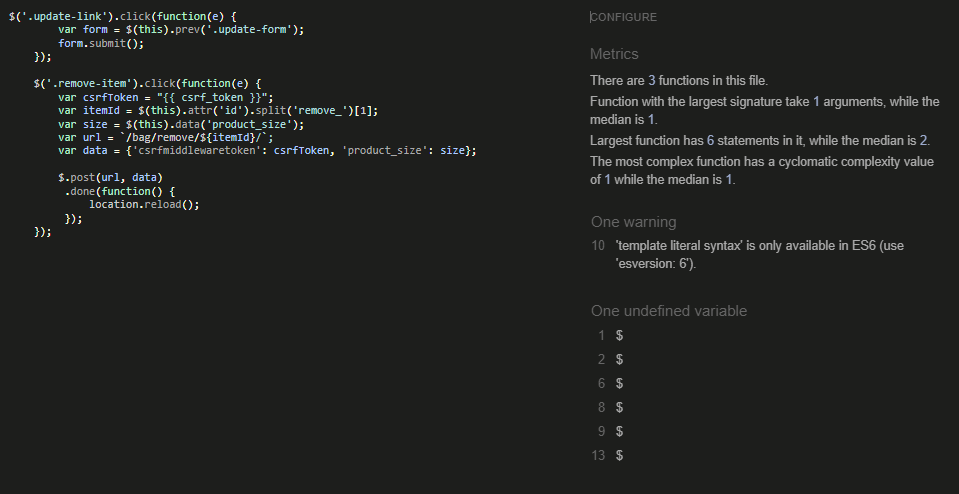 $('.update-link').click(function(e) {
var form = $(this).prev('.update-form');
form.submit();
});
$('.remove-item').click(function(e) {
var csrfToken = "{{ csrf_token }}";
var itemId = $(this).attr('id').split('remove_')[1];
var size = $(this).data('product_size');
var url = `/bag/remove/${itemId}/`;
var data = {'csrfmiddlewaretoken': csrfToken, 'product_size': size};
$.post(url, data)
.done(function() {
location.reload();
});
});
CONFIGURE
Metrics
There are 3 functions in this file.
Function with the largest signature take 1 arguments, while the
median is 1.
Largest function has 6 statements in it, while the median is 2.
The most complex function has a cyclomatic complexity value
of 1 while the median is 1.
One warning
10 'template literal syntax' is only available in ES6 (use
'esversion: 6').
One undefined variable
1 $
2 $
6 $
8 $
9 $
13 $